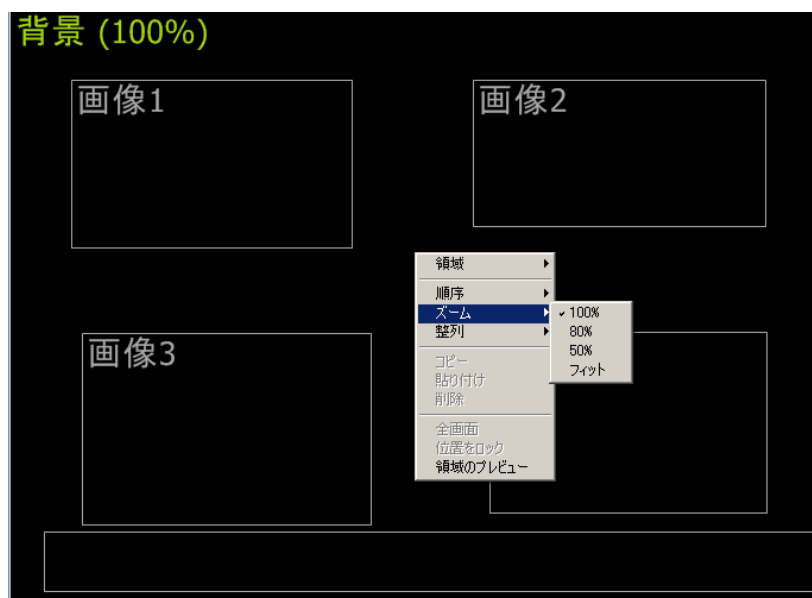 背景 (100%)
画像1
画像2
領域
順序
ズーム
整列
コピー
貼り付け
削除
全画面
位置をロック
領域のプレビュー
100%
80%
50%
フィット
画像3